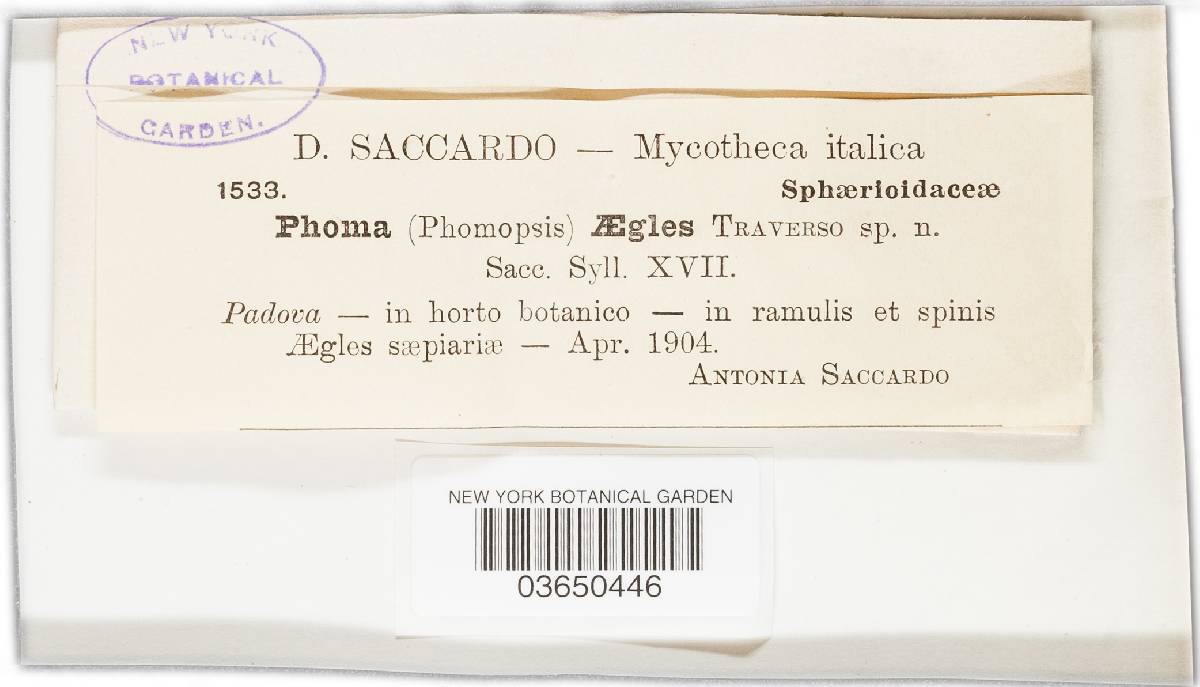 NEW YORK
BOTANICAL
GARDEN.
D. SACCARDO — Mycotheca italica
1533. Sphærioidaceæ
Phoma (Phomopsis) Ægles TRAVERSO sp. n.
Sacc. Syll. XVII.
Padova — in horto botanico — in ramulis et spinis
Ægles sæpiariæ — Apr. 1904.
ANTONIA SACCARDO
NEW YORK BOTANICAL GARDEN
03650446